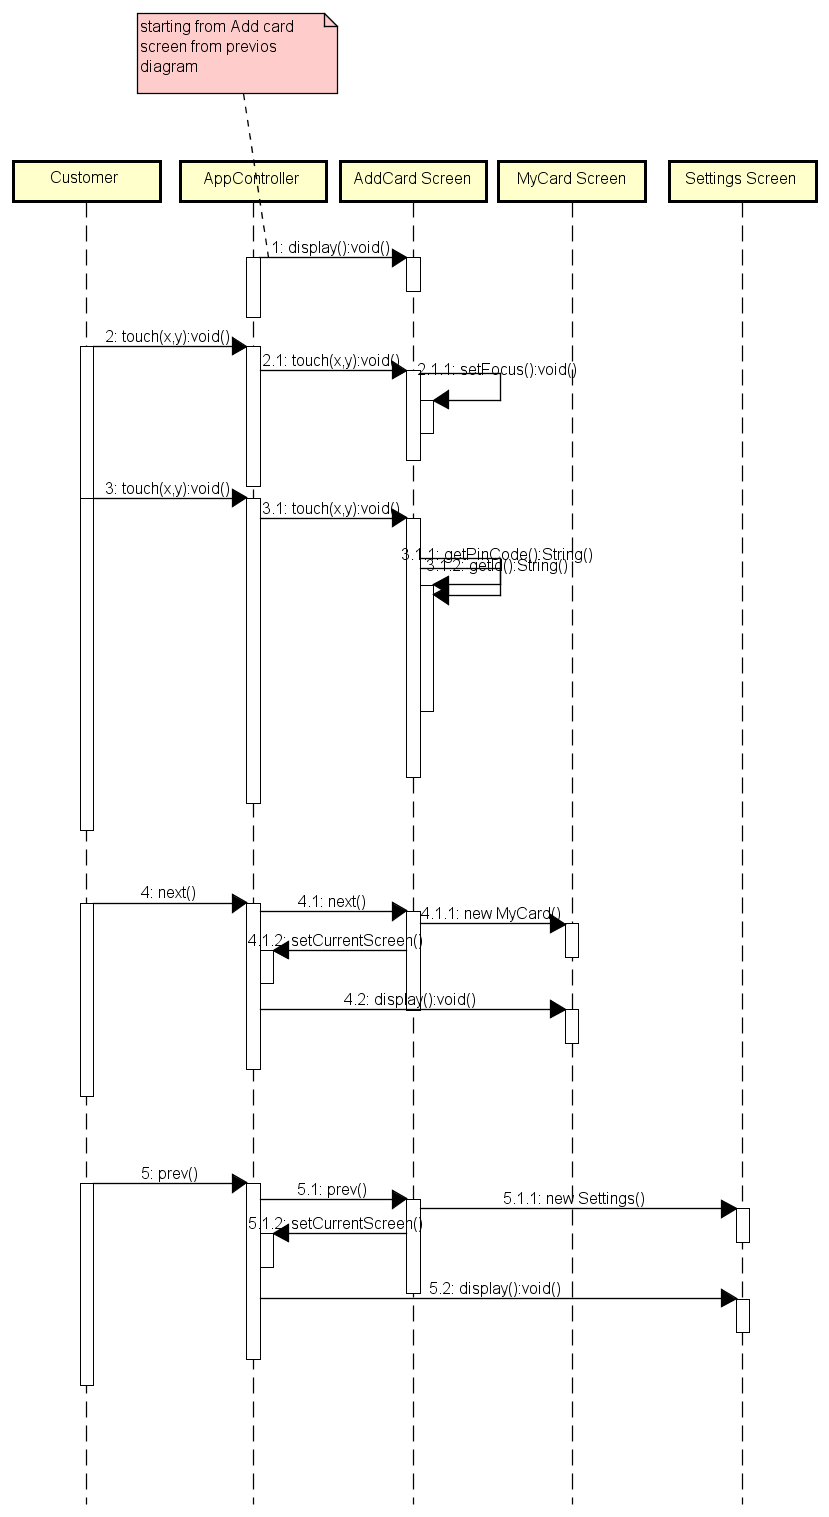 starting from Add card
screen from previos
diagram
Customer
AppController
AddCard Screen
MyCard Screen
Settings Screen
1: display():void()
2: touch(x,y):void()
2.1: touch(x,y):void()
2.1.1: setFocus():void()
3: touch(x,y):void()
3.1: touch(x,y):void()
3.1.1: getPinCode():String()
3.1.2: getId():String()
4: next()
4.1: next()
4.1.1: new MyCard()
4.1.2: setCurrentScreen()
4.2: display():void()
5: prev()
5.1: prev()
5.1.1: new Settings()
5.1.2: setCurrentScreen()
5.2: display():void()